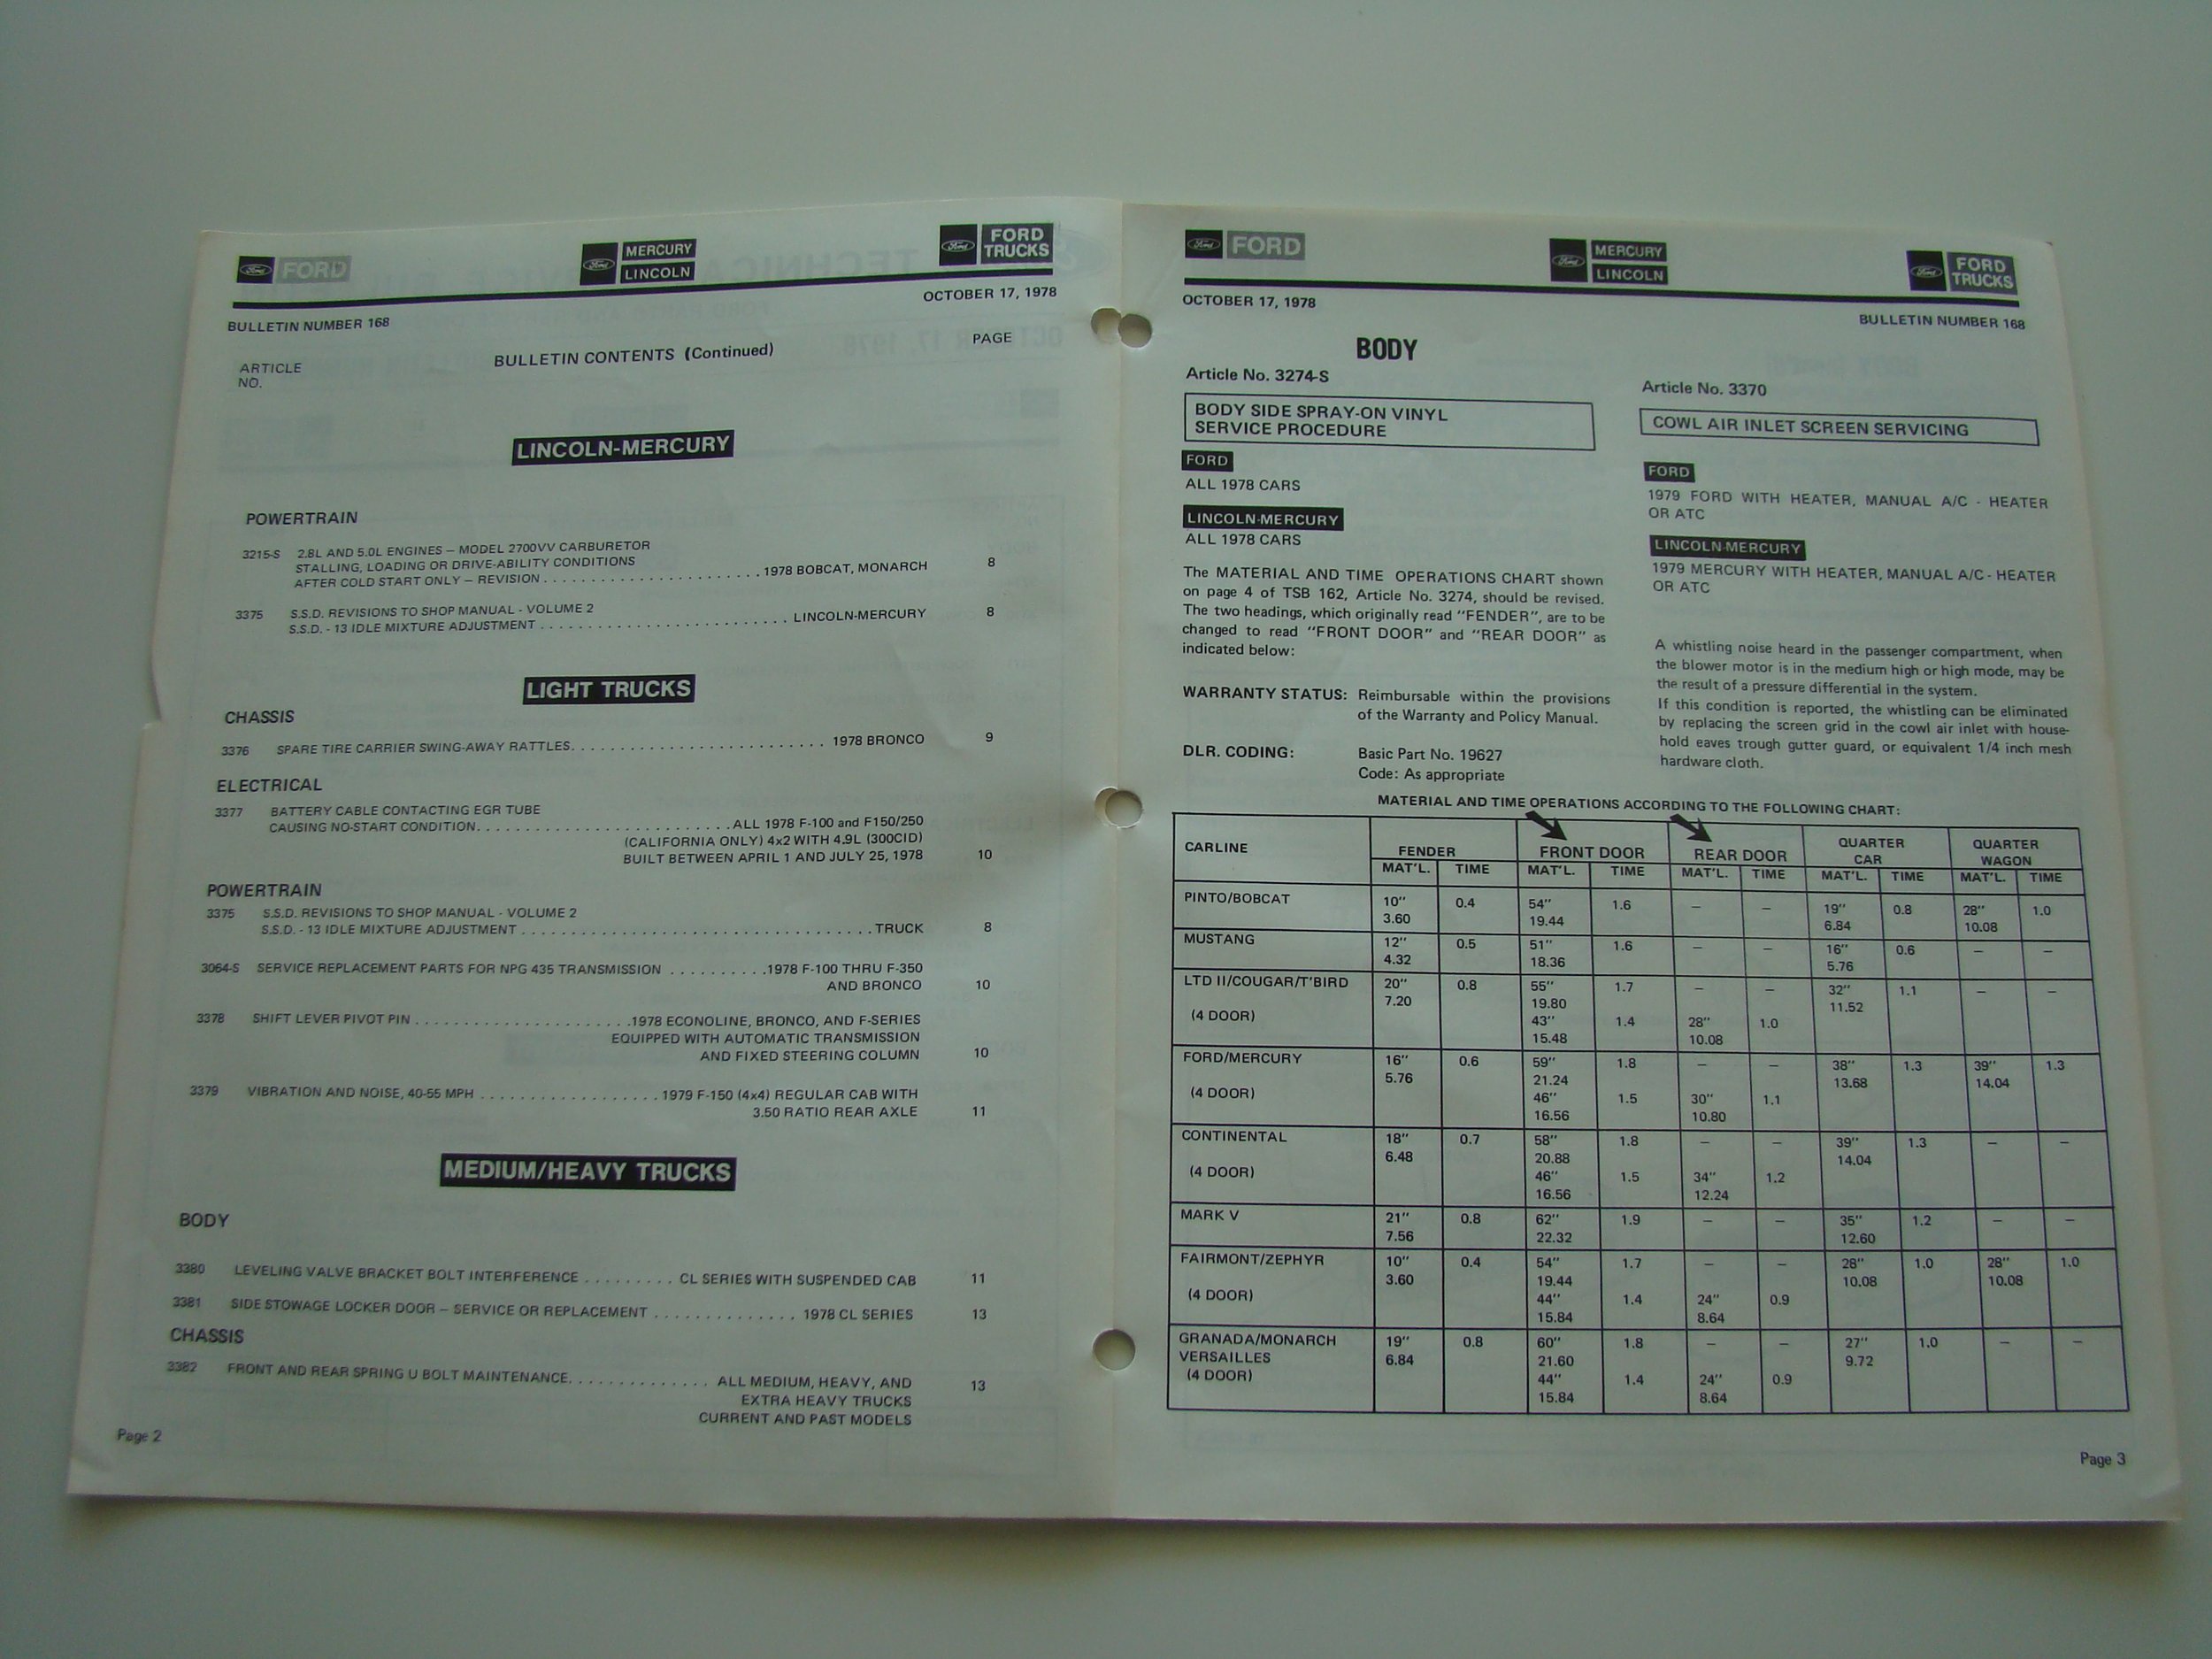 Ford FORD
Ford MERCURY LINCOLN
Ford FORD TRUCKS
OCTOBER 17, 1978
BULLETIN NUMBER 168
PAGE
BULLETIN CONTENTS (Continued)
ARTICLE
NO.
LINCOLN-MERCURY
POWERTRAIN
3215-S 2.8L AND 5.0L ENGINES – MODEL 2700VV CARBURETOR
STALLING, LOADING OR DRIVE-ABILITY CONDITIONS
AFTER COLD START ONLY – REVISION . . . . . . . . . . . . . . . . . . . . . . 1978 BOBCAT, MONARCH 8
3375 S.S.D. REVISIONS TO SHOP MANUAL - VOLUME 2
S.S.D. - 13 IDLE MIXTURE ADJUSTMENT . . . . . . . . . . . . . . . . . . . . . . . . . LINCOLN-MERCURY 8
LIGHT TRUCKS
CHASSIS
3376 SPARE TIRE CARRIER SWING-AWAY RATTLES. . . . . . . . . . . . . . . . . . . . . . . . . 1978 BRONCO 9
ELECTRICAL
3377 BATTERY CABLE CONTACTING EGR TUBE
CAUSING NO-START CONDITION. . . . . . . . . . . . . . . . . . . . . . . . . ALL 1978 F-100 and F150/250
(CALIFORNIA ONLY) 4x2 WITH 4.9L (300CID)
BUILT BETWEEN APRIL 1 AND JULY 25, 1978 10
POWERTRAIN
3375 S.S.D. REVISIONS TO SHOP MANUAL - VOLUME 2
S.S.D. - 13 IDLE MIXTURE ADJUSTMENT . . . . . . . . . . . . . . . . . . . . . . . . . . . . . . . . . . TRUCK 8
3064-S SERVICE REPLACEMENT PARTS FOR NPG 435 TRANSMISSION . . . . . . . . . . 1978 F-100 THRU F-350
AND BRONCO 10
3378 SHIFT LEVER PIVOT PIN . . . . . . . . . . . . . . . . . . . . . . . 1978 ECONOLINE, BRONCO, AND F-SERIES
EQUIPPED WITH AUTOMATIC TRANSMISSION
AND FIXED STEERING COLUMN 10
3379 VIBRATION AND NOISE, 40-55 MPH . . . . . . . . . . . . . . . . . . 1979 F-150 (4x4) REGULAR CAB WITH
3.50 RATIO REAR AXLE 11
MEDIUM/HEAVY TRUCKS
BODY
3380 LEVELING VALVE BRACKET BOLT INTERFERENCE . . . . . . . . . CL SERIES WITH SUSPENDED CAB 11
3381 SIDE STOWAGE LOCKER DOOR – SERVICE OR REPLACEMENT . . . . . . . . . . . . . . 1978 CL SERIES 13
CHASSIS
3382 FRONT AND REAR SPRING U BOLT MAINTENANCE. . . . . . . . . . . . . . ALL MEDIUM, HEAVY, AND 13
EXTRA HEAVY TRUCKS
CURRENT AND PAST MODELS
Page 2
Ford FORD
Ford MERCURY LINCOLN
Ford FORD TRUCKS
OCTOBER 17, 1978
BULLETIN NUMBER 168
BODY
Article No. 3274-S
BODY SIDE SPRAY-ON VINYL
SERVICE PROCEDURE
FORD
ALL 1978 CARS
LINCOLN-MERCURY
ALL 1978 CARS
The MATERIAL AND TIME OPERATIONS CHART shown
on page 4 of TSB 162, Article No. 3274, should be revised.
The two headings, which originally read "FENDER", are to be
changed to read "FRONT DOOR" and "REAR DOOR" as
indicated below:
WARRANTY STATUS: Reimbursable within the provisions
of the Warranty and Policy Manual.
DLR. CODING: Basic Part No. 19627
Code: As appropriate
Article No. 3370
COWL AIR INLET SCREEN SERVICING
FORD
1979 FORD WITH HEATER, MANUAL A/C - HEATER
OR ATC
LINCOLN-MERCURY
1979 MERCURY WITH HEATER, MANUAL A/C - HEATER
OR ATC
A whistling noise heard in the passenger compartment, when
the blower motor is in the medium high or high mode, may be
the result of a pressure differential in the system.
If this condition is reported, the whistling can be eliminated
by replacing the screen grid in the cowl air inlet with house-
hold eaves trough gutter guard, or equivalent 1/4 inch mesh
hardware cloth.
MATERIAL AND TIME OPERATIONS ACCORDING TO THE FOLLOWING CHART:
CARLINE FENDER FRONT DOOR REAR DOOR QUARTER CAR QUARTER WAGON
MAT'L. TIME MAT'L. TIME MAT'L. TIME MAT'L. TIME MAT'L. TIME
PINTO/BOBCAT 10" 0.4 54" 1.6 – – 19" 0.8 28" 1.0
3.60 19.44 6.84 10.08
MUSTANG 12" 0.5 51" 1.6 – – 16" 0.6 – –
4.32 18.36 5.76
LTD II/COUGAR/T'BIRD 20" 0.8 55" 1.7 – – 32" 1.1 – –
7.20 19.80 11.52
(4 DOOR) 43" 1.4 28" 1.0
15.48 10.08
FORD/MERCURY 16" 0.6 59" 1.8 – – 38" 1.3 39" 1.3
5.76 21.24 13.68 14.04
(4 DOOR) 46" 1.5 30" 1.1
16.56 10.80
CONTINENTAL 18" 0.7 58" 1.8 – – 39" 1.3 – –
6.48 20.88 14.04
(4 DOOR) 46" 1.5 34" 1.2
16.56 12.24
MARK V 21" 0.8 62" 1.9 – – 35" 1.2 – –
7.56 22.32 12.60
FAIRMONT/ZEPHYR 10" 0.4 54" 1.7 – – 28" 1.0 28" 1.0
3.60 19.44 10.08 10.08
(4 DOOR) 44" 1.4 24" 0.9
15.84 8.64
GRANADA/MONARCH 19" 0.8 60" 1.8 – – 27" 1.0 – –
VERSAILLES 6.84 21.60 9.72
(4 DOOR) 44" 1.4 24" 0.9
15.84 8.64
Page 3